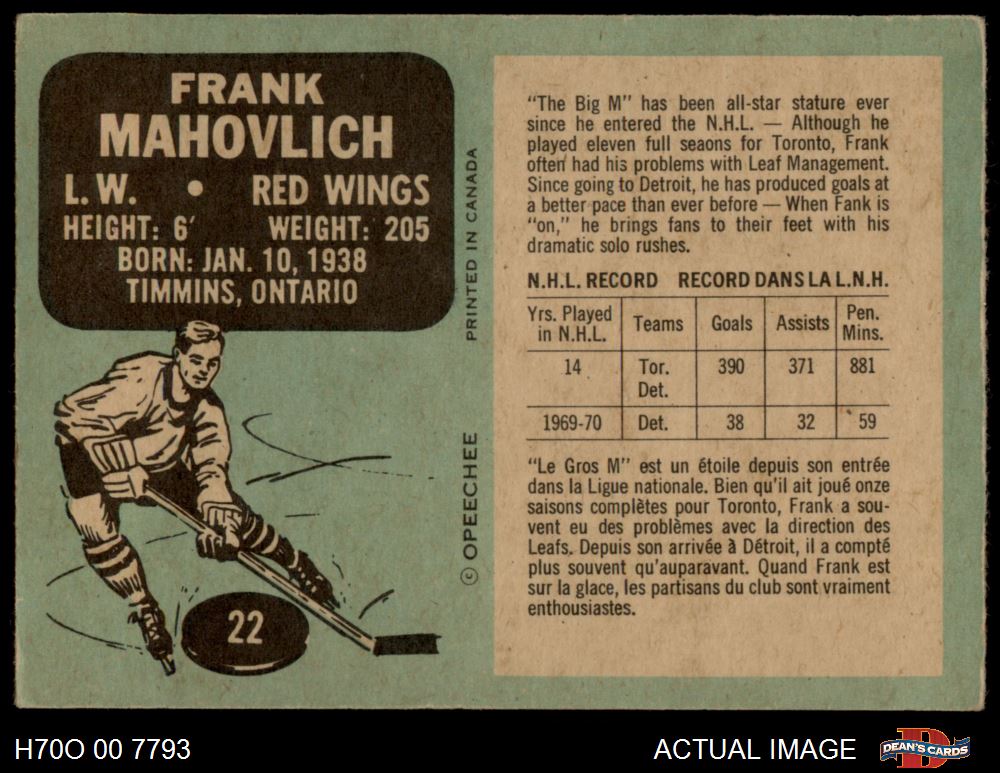 FRANK
MAHOVLICH
L.W. • RED WINGS
HEIGHT: 6' WEIGHT: 205
BORN: JAN. 10, 1938
TIMMINS, ONTARIO
22
PRINTED IN CANADA
© OPEECHEE
"The Big M" has been all-star stature ever
since he entered the N.H.L. — Although he
played eleven full seaons for Toronto, Frank
often had his problems with Leaf Management.
Since going to Detroit, he has produced goals at
a better pace than ever before — When Fank is
"on," he brings fans to their feet with his
dramatic solo rushes.
N.H.L. RECORD RECORD DANS LA L.N.H.
Yrs. Played Teams Goals Assists Pen.
in N.H.L. Mins.
14 Tor. 390 371 881
Det.
1969-70 Det. 38 32 59
"Le Gros M" est un étoile depuis son entrée
dans la Ligue nationale. Bien qu'il ait joué onze
saisons complètes pour Toronto, Frank a sou-
vent eu des problèmes avec la direction des
Leafs. Depuis son arrivée à Détroit, il a compté
plus souvent qu'auparavant. Quand Frank est
sur la glace, les partisans du club sont vraiment
enthousiastes.
H70O 00 7793
ACTUAL IMAGE
D
DEAN'S CARDS